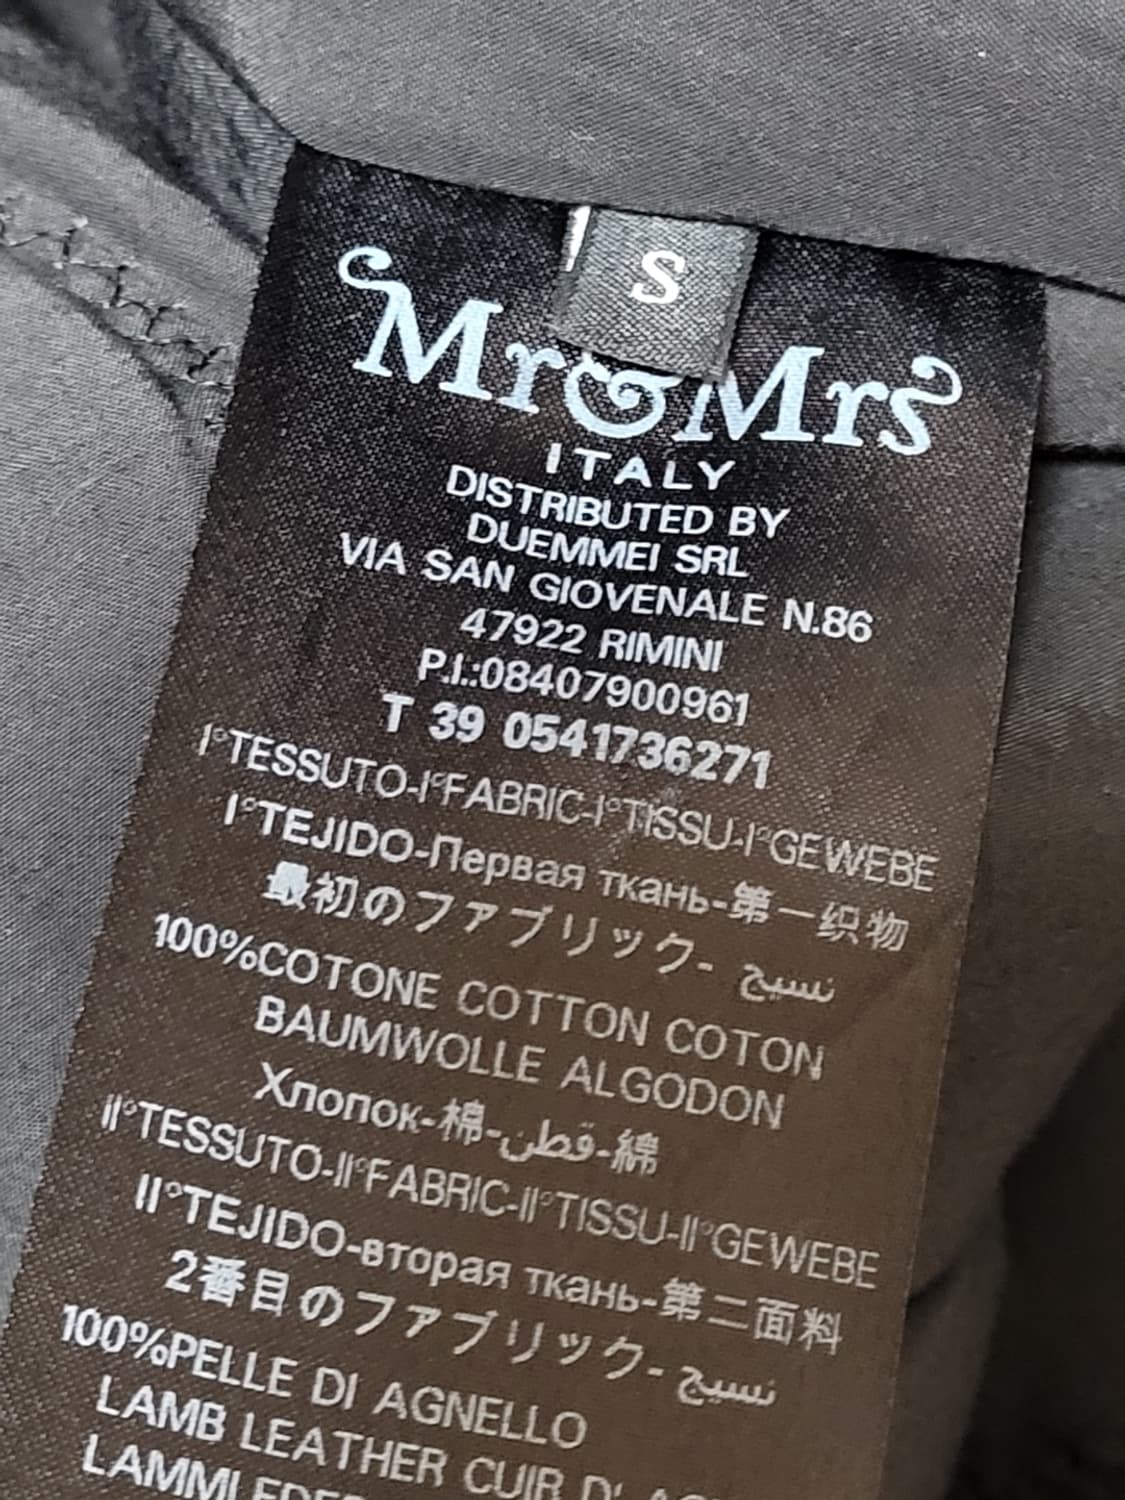 S
Mr&Mrs
ITALY
DISTRIBUTED BY
DUEMMEI SRL
VIA SAN GIOVENALE N.86
47922 RIMINI
P.I.:08407900961
T 39 0541736271
I°TESSUTO-I°FABRIC-I°TISSU-I°GEWEBE
I°TEJIDO-Первая ткань-第一织物
最初のファブリック- نسيج
100%COTONE COTTON COTON
BAUMWOLLE ALGODON
Хлопок-棉-قطن-綿
II°TESSUTO-II°FABRIC-II°TISSU-II°GEWEBE
II°TEJIDO-вторая ткань-第二面料
2番目のファブリック- نسيج
100%PELLE DI AGNELLO
LAMB LEATHER CUIR D'